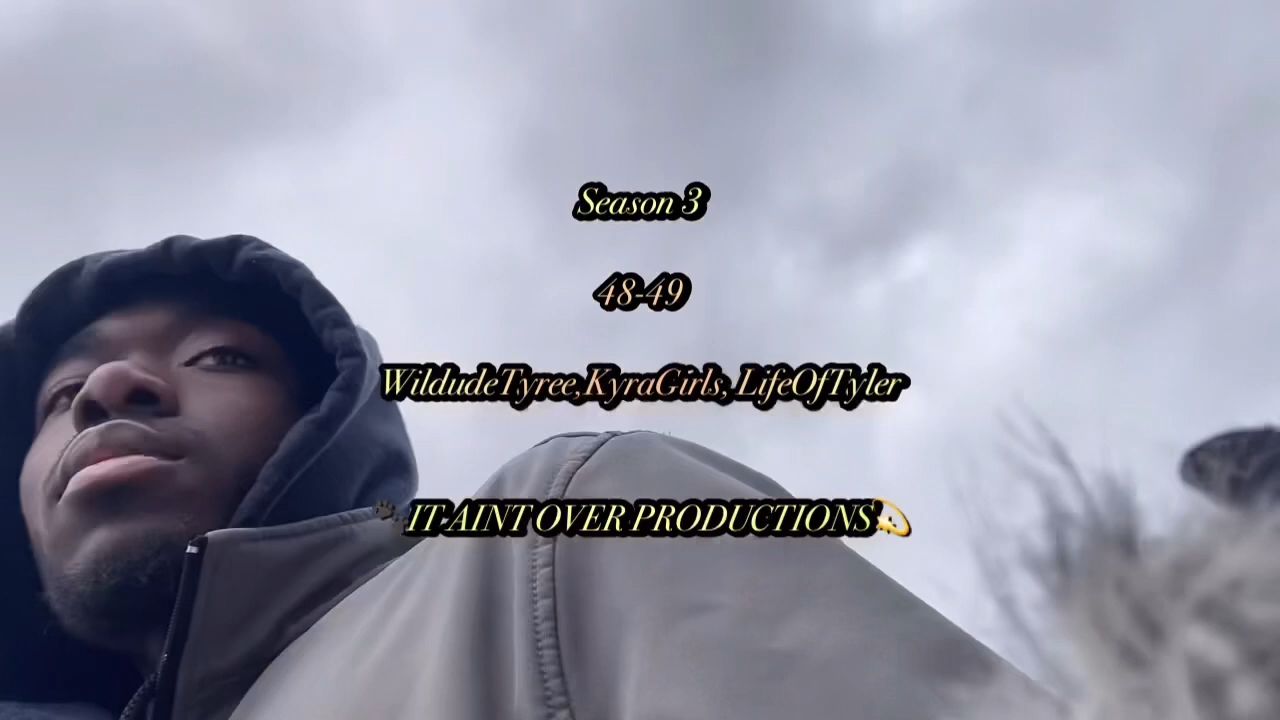 Season 3
48-49
WildudeTyree,KyraGirls, LifeOfTyler
🐾IT AINT OVER PRODUCTIONS💫